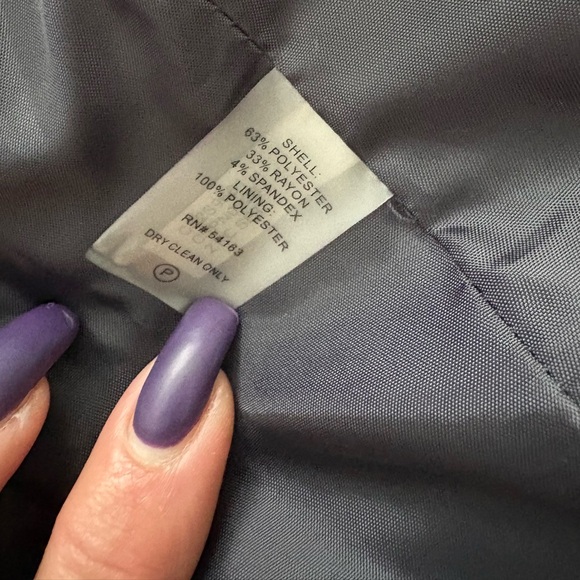 SHELL:
63% POLYESTER
33% RAYON
4% SPANDEX
LINING:
100% POLYESTER
RN# 54163
DRY CLEAN ONLY
P